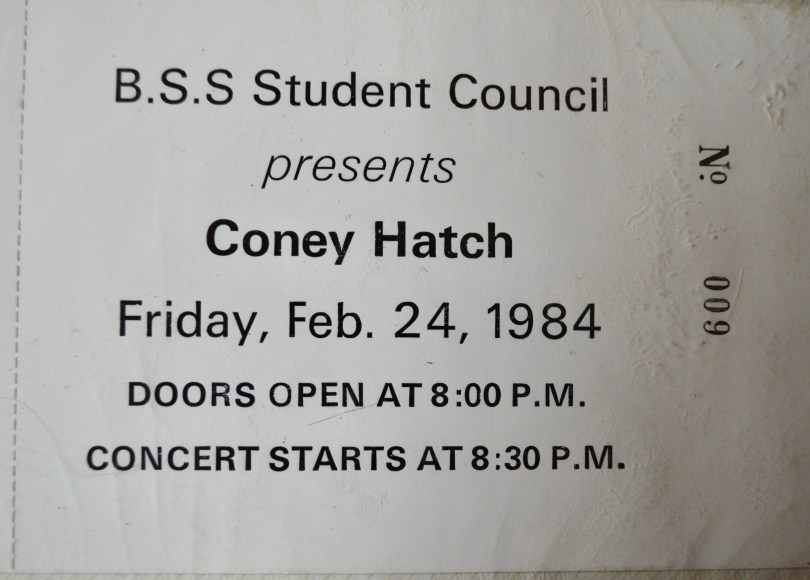 B.S.S Student Council
presents
Coney Hatch
Friday, Feb. 24, 1984
DOORS OPEN AT 8:00 P.M.
CONCERT STARTS AT 8:30 P.M.
No. 009